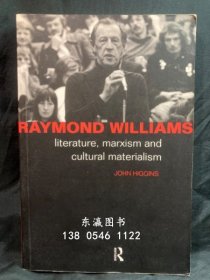 RAYMOND WILLIAMS
literature, marxism and
cultural materialism
JOHN HIGGINS
东瀛图书
138 0546 1122
R